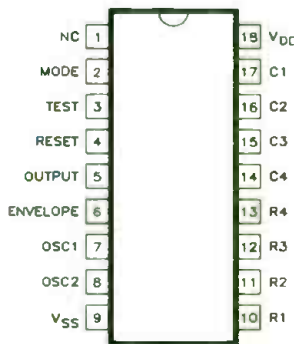 NC 1 18 VDD
MODE 2 17 C1
TEST 3 16 C2
RESET 4 15 C3
OUTPUT 5 14 C4
ENVELOPE 6 13 R4
OSC1 7 12 R3
OSC2 8 11 R2
VSS 9 10 R1